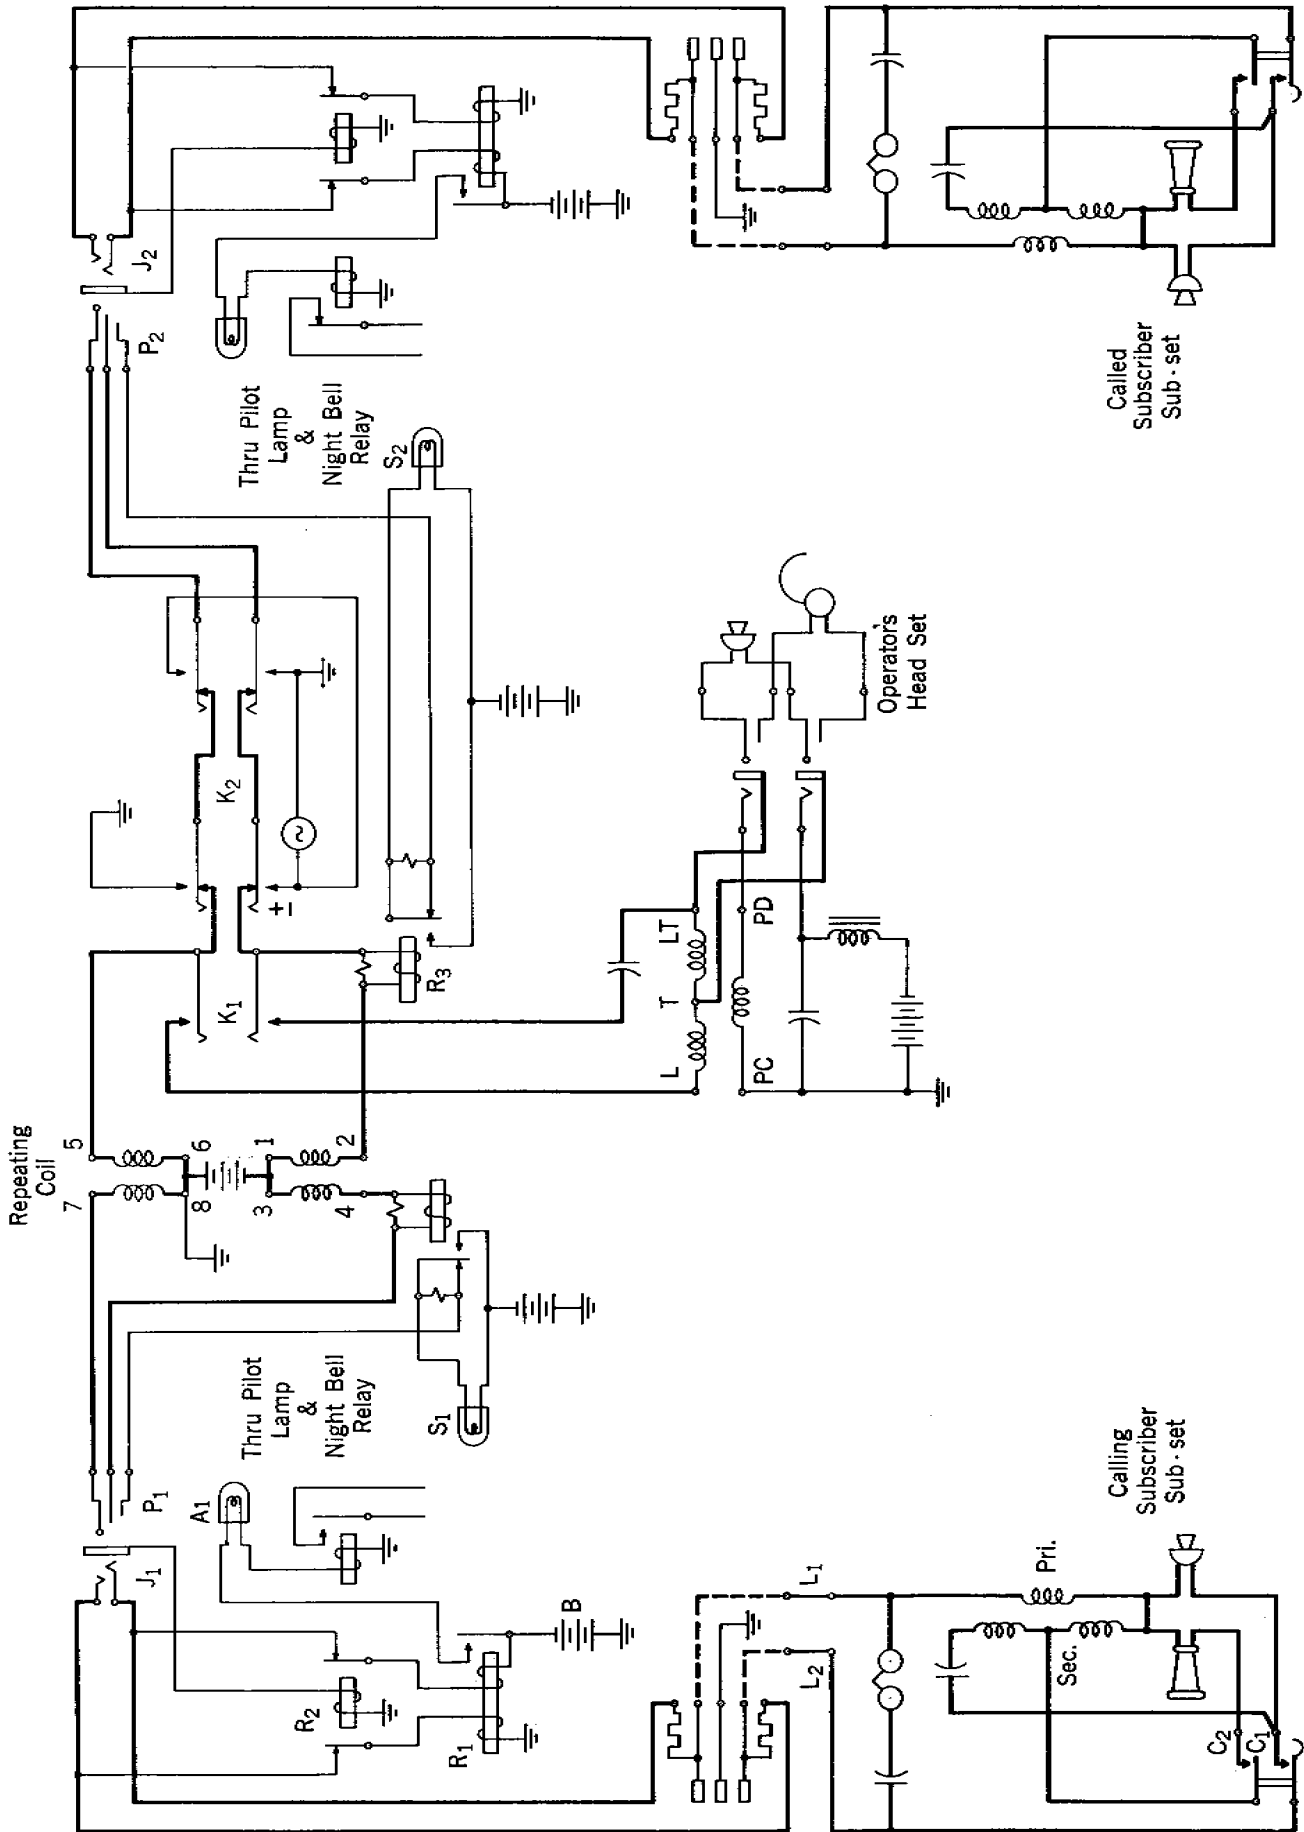 Repeating
Coil
7
5
8
6
3
1
4
2
K1
K2
+
-
~
R3
J1
P1
P2
J2
A1
Thru Pilot
Lamp
&
Night Bell
Relay
S1
Thru Pilot
Lamp
&
Night Bell
Relay
S2
R2
R1
B
L
T
LT
PC
PD
Operator's
Head Set
L2
L1
Pri.
Sec.
C2
C1
Calling
Subscriber
Sub-set
Called
Subscriber
Sub-set